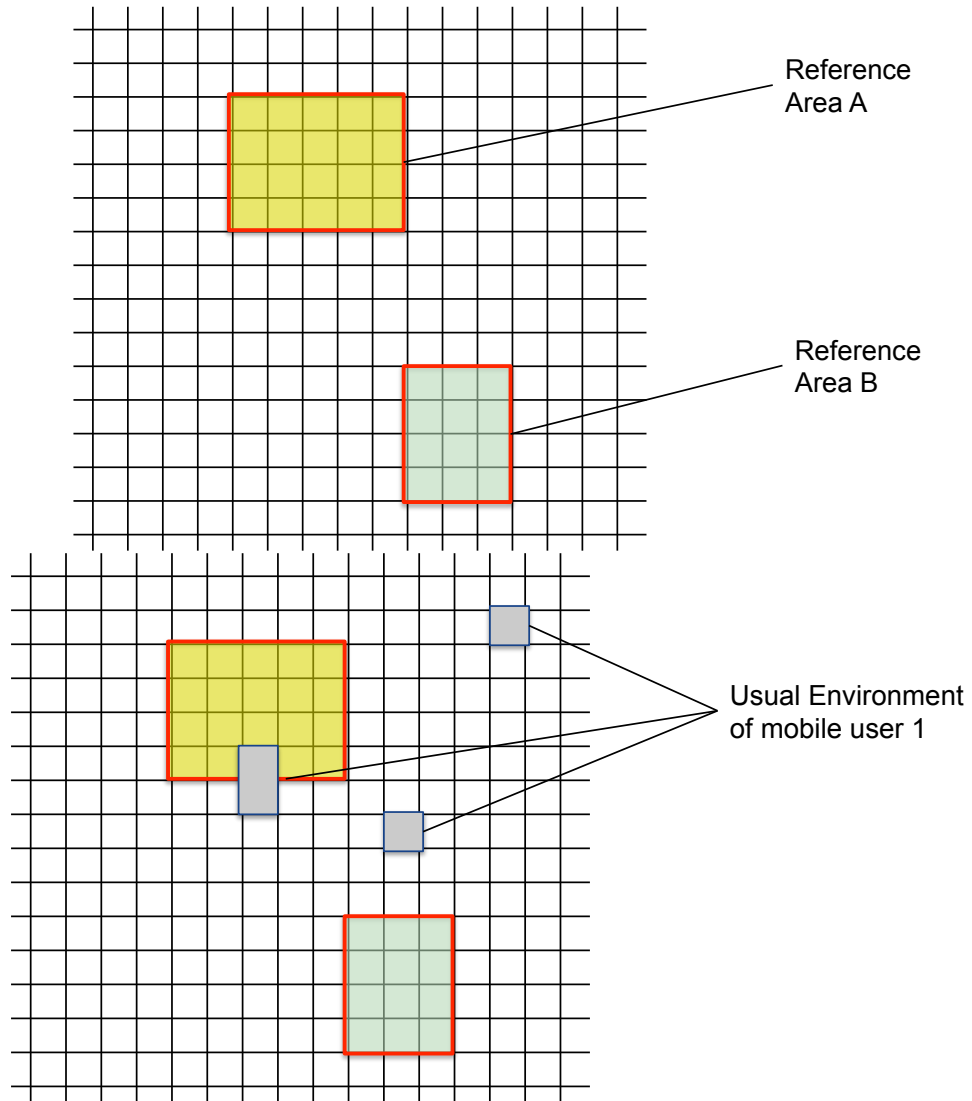 Reference
Area A
Reference
Area B
Usual Environment
of mobile user 1